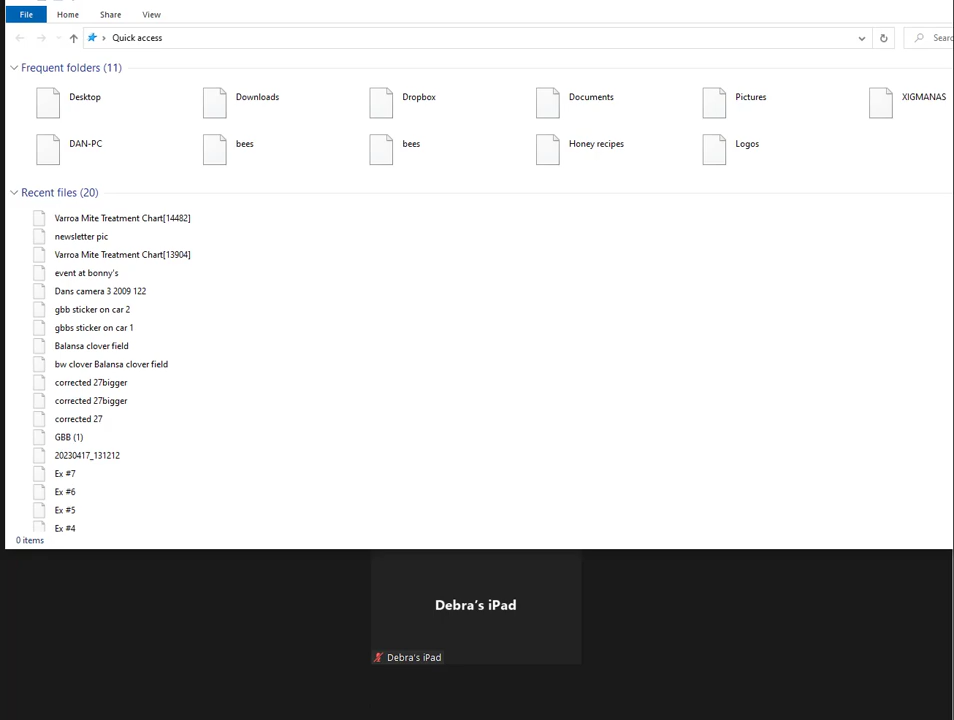 File Home Share View
Quick access
Frequent folders (11)
Desktop Downloads Dropbox Documents Pictures XIGMANAS
DAN-PC bees bees Honey recipes Logos
Recent files (20)
Varroa Mite Treatment Chart[14482]
newsletter pic
Varroa Mite Treatment Chart[13904]
event at bonny's
Dans camera 3 2009 122
gbb sticker on car 2
gbbs sticker on car 1
Balansa clover field
bw clover Balansa clover field
corrected 27bigger
corrected 27bigger
corrected 27
GBB (1)
20230417_131212
Ex #7
Ex #6
Ex #5
Ex #4
0 items
Debra's iPad
Debra's iPad